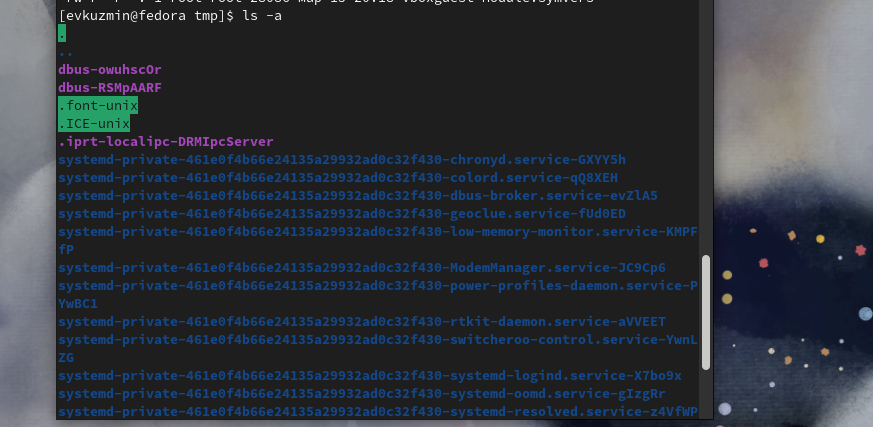 [evkuzmin@fedora tmp]$ ls -a
.
..
dbus-owuhscOr
dbus-RSMpAARF
.font-unix
.ICE-unix
.iprt-localipc-DRMIpcServer
systemd-private-461e0f4b66e24135a29932ad0c32f430-chronyd.service-GXYY5h
systemd-private-461e0f4b66e24135a29932ad0c32f430-colord.service-qQ8XEH
systemd-private-461e0f4b66e24135a29932ad0c32f430-dbus-broker.service-evZlA5
systemd-private-461e0f4b66e24135a29932ad0c32f430-geoclue.service-fUd0ED
systemd-private-461e0f4b66e24135a29932ad0c32f430-low-memory-monitor.service-KMPF
fP
systemd-private-461e0f4b66e24135a29932ad0c32f430-ModemManager.service-JC9Cp6
systemd-private-461e0f4b66e24135a29932ad0c32f430-power-profiles-daemon.service-P
YwBC1
systemd-private-461e0f4b66e24135a29932ad0c32f430-rtkit-daemon.service-aVVEET
systemd-private-461e0f4b66e24135a29932ad0c32f430-switcheroo-control.service-YwnL
ZG
systemd-private-461e0f4b66e24135a29932ad0c32f430-systemd-logind.service-X7bo9x
systemd-private-461e0f4b66e24135a29932ad0c32f430-systemd-oomd.service-gIzgRr
systemd-private-461e0f4b66e24135a29932ad0c32f430-systemd-resolved.service-z4VfWP